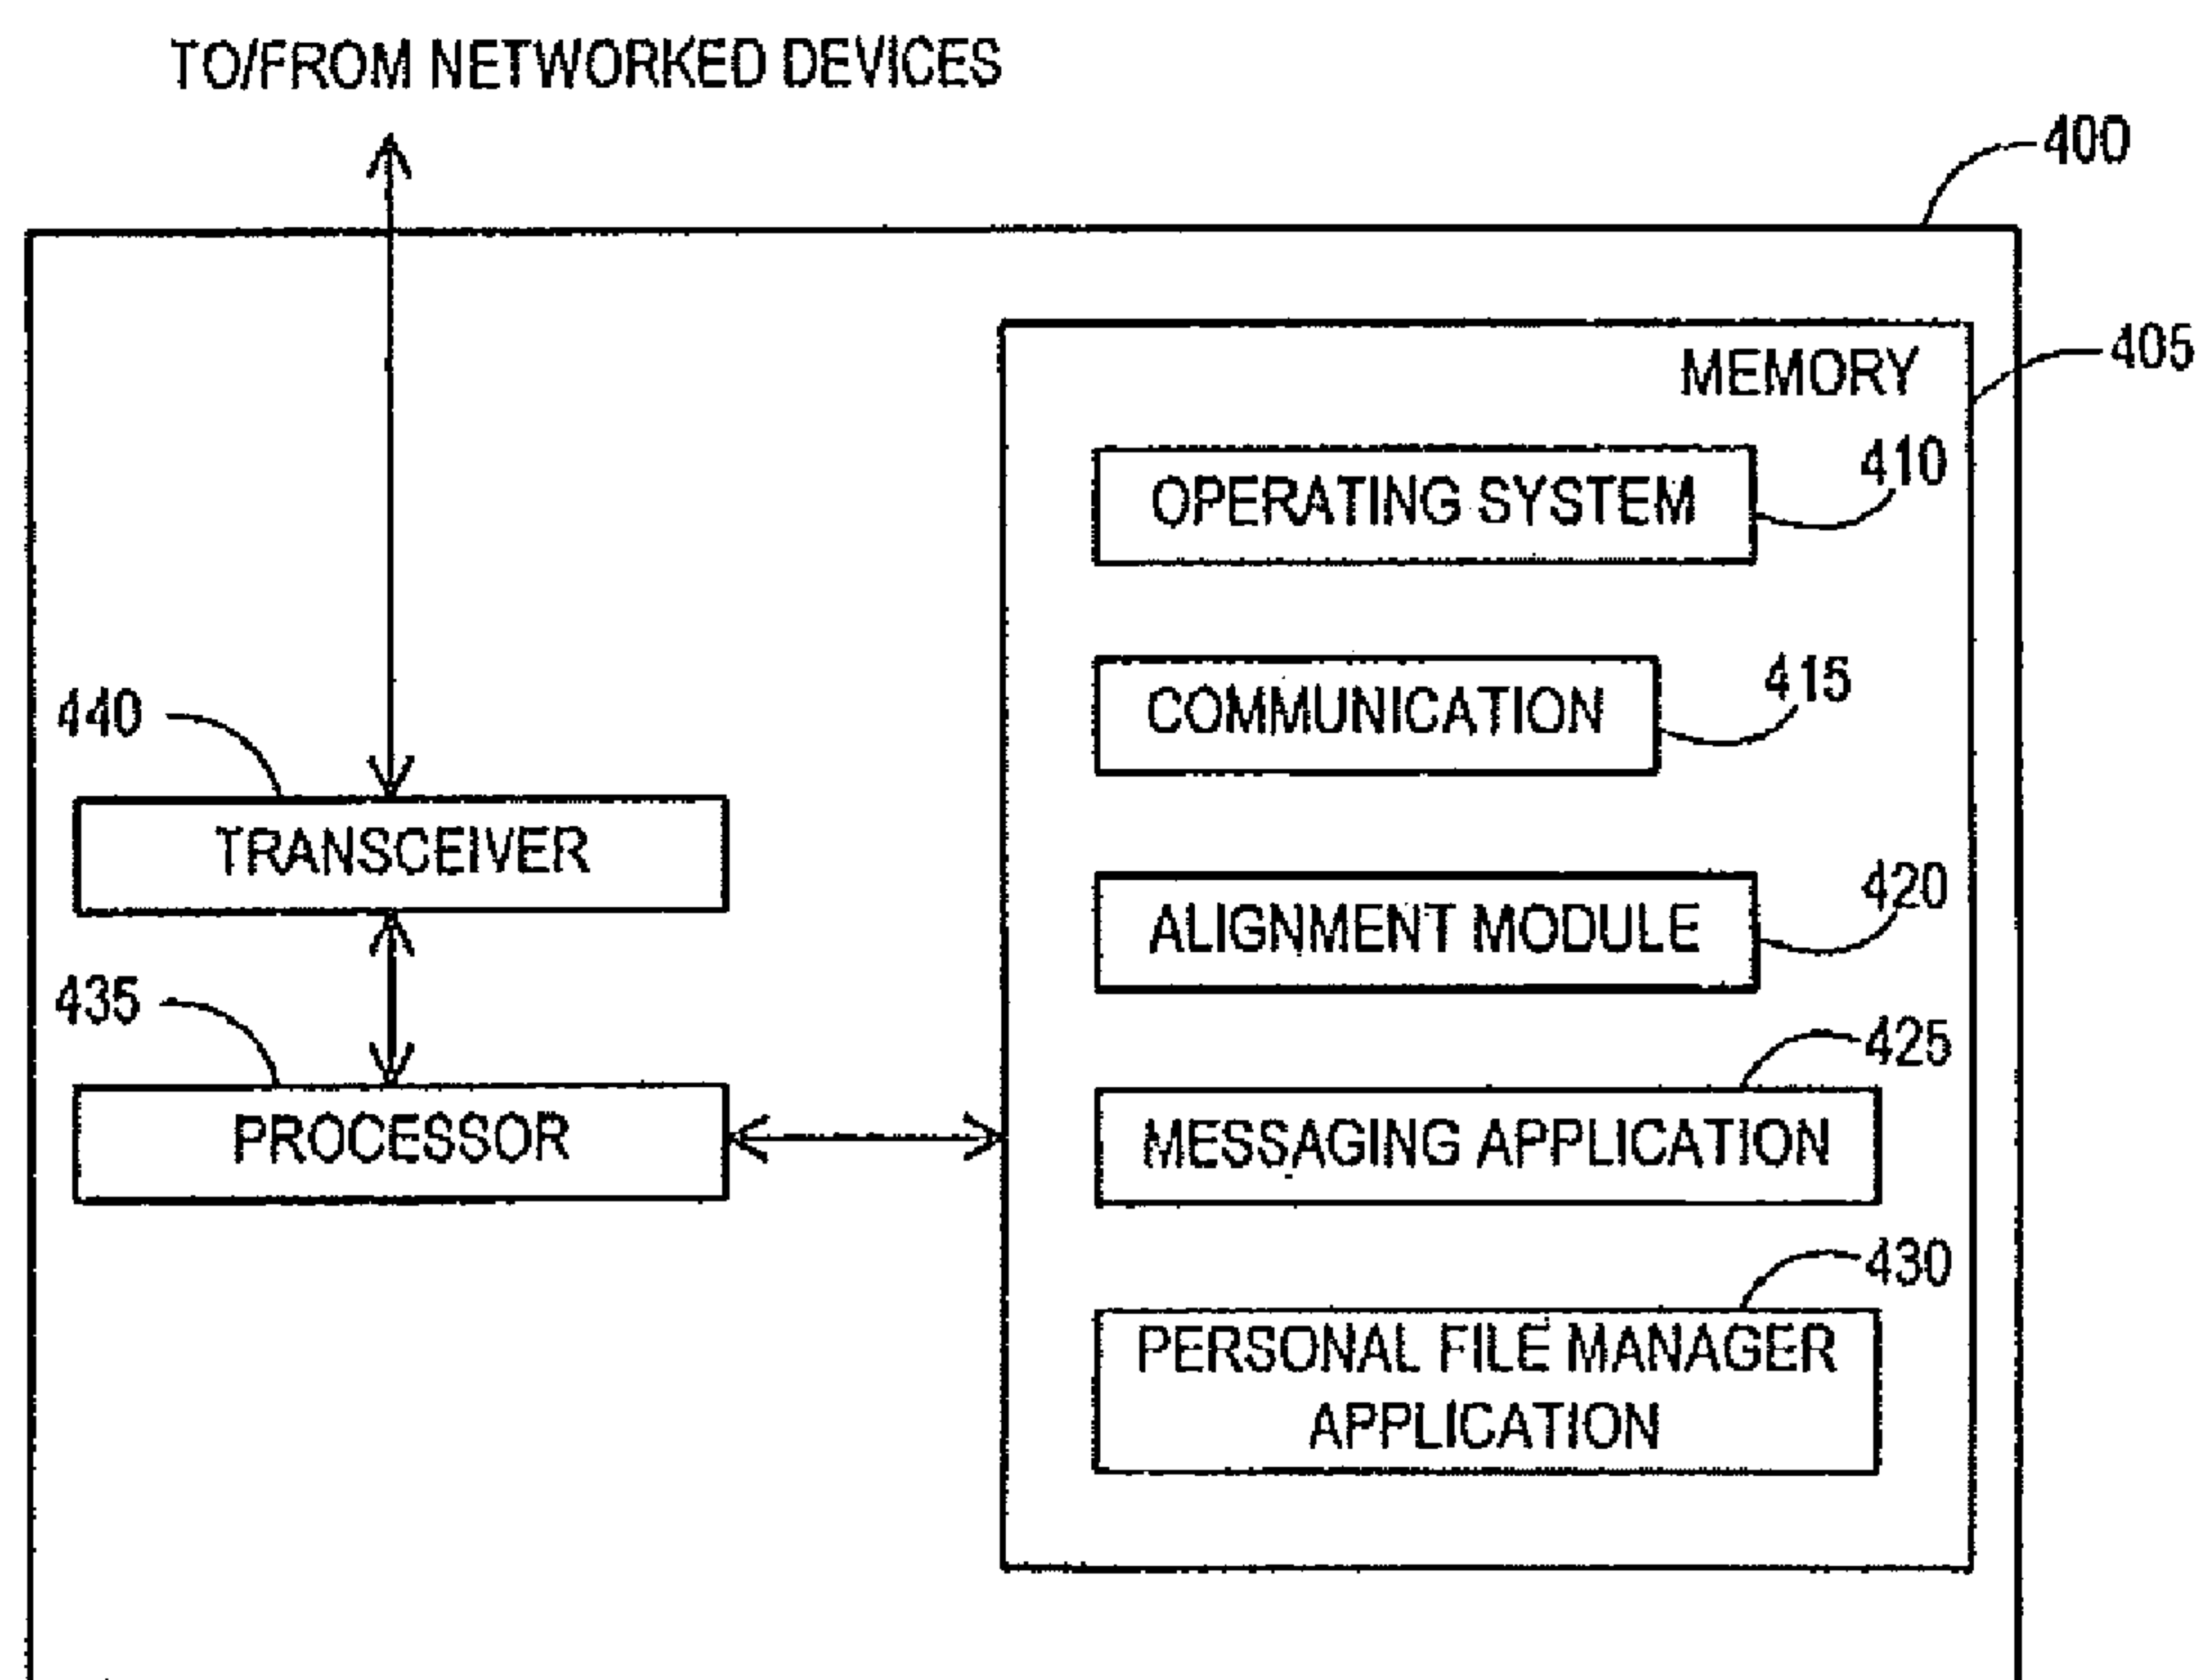 TO/FROM NETWORKED DEVICES
400
405
MEMORY
410
OPERATING SYSTEM
415
COMMUNICATION
440
TRANSCEIVER
420
ALIGNMENT MODULE
435
425
PROCESSOR
MESSAGING APPLICATION
430
PERSONAL FILE MANAGER
APPLICATION